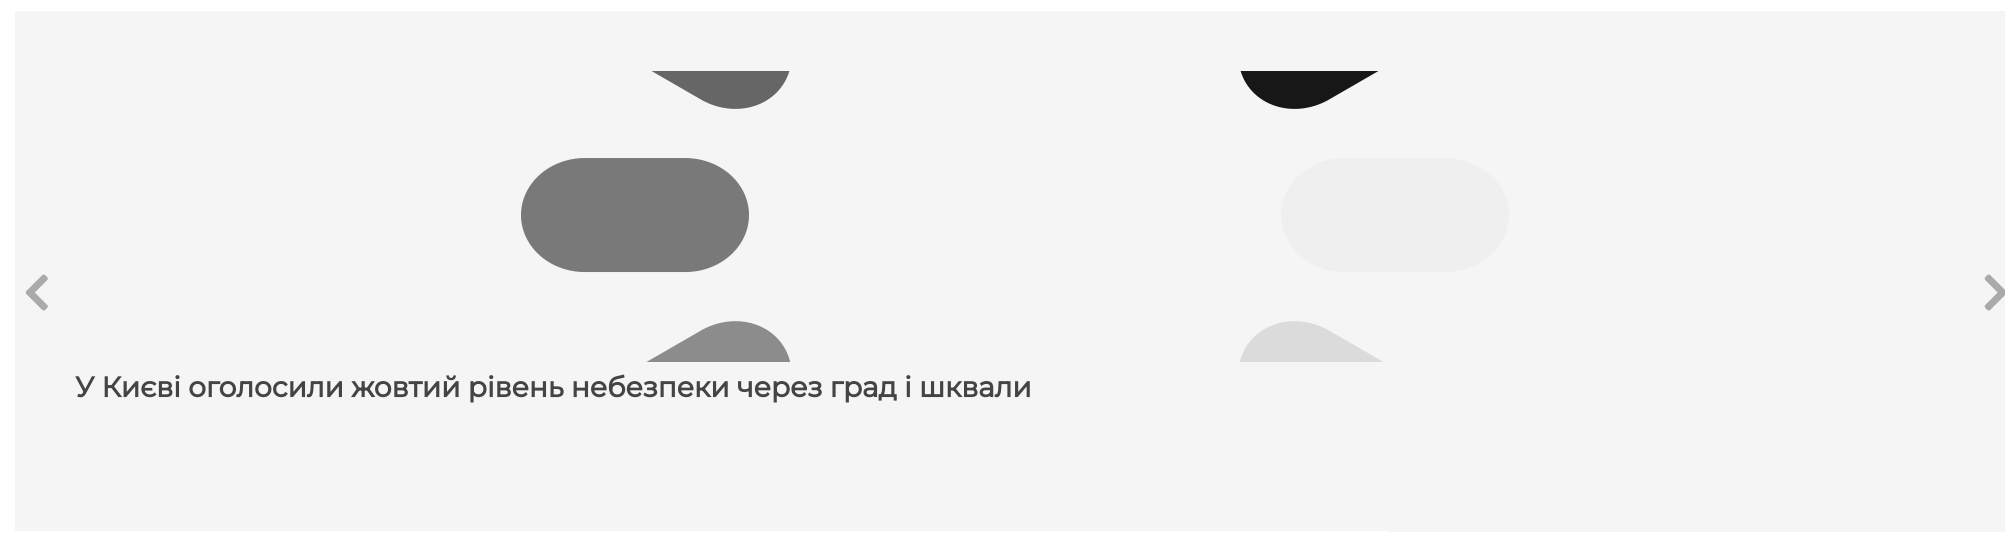 У Києві оголосили жовтий рівень небезпеки через град і шквали